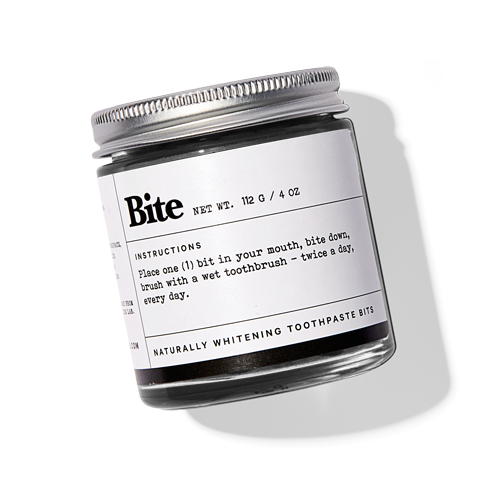 Bite NET WT. 112 G / 4 OZ
INSTRUCTIONS
Place one (1) bit in your mouth, bite down,
brush with a wet toothbrush – twice a day,
every day.
NATURALLY WHITENING TOOTHPASTE BITS
.COM